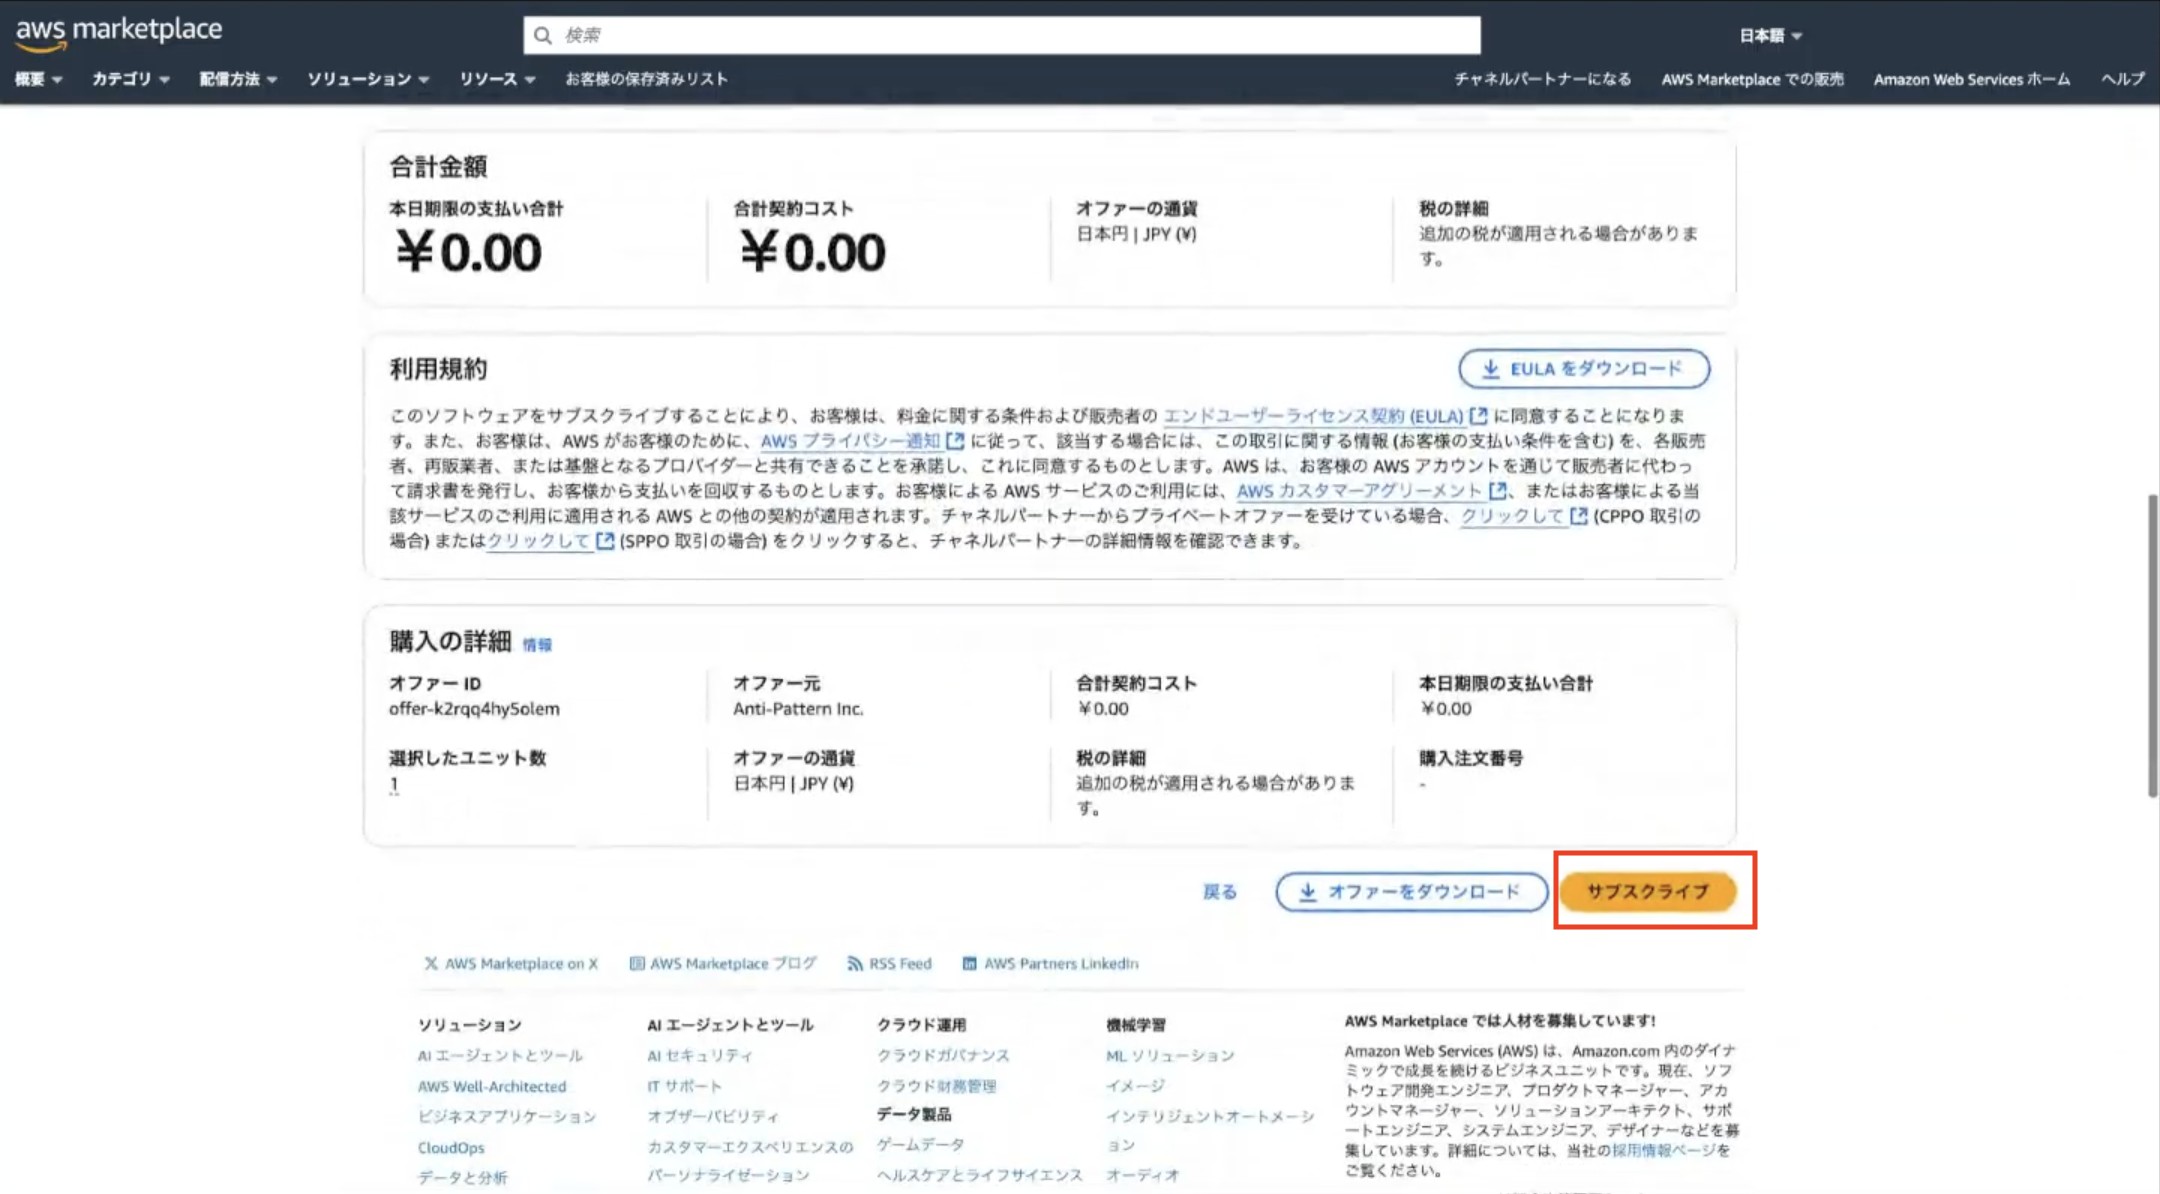 aws marketplace
検索
日本語
概要 カテゴリ 配信方法 ソリューション リソース お客様の保存済みリスト チャネルパートナーになる AWS Marketplace での販売 Amazon Web Services ホーム ヘルプ
合計金額
本日期限の支払い合計
¥0.00
合計契約コスト
¥0.00
オファーの通貨
日本円 | JPY (¥)
税の詳細
追加の税が適用される場合がありま
す。
利用規約
EULA をダウンロード
このソフトウェアをサブスクライブすることにより、お客様は、料金に関する条件および販売者の エンドユーザーライセンス契約 (EULA) に同意することになりま
す。また、お客様は、AWS がお客様のために、AWS プライバシー通知 に従って、該当する場合には、この取引に関する情報 (お客様の支払い条件を含む) を、各販売
者、再販業者、または基盤となるプロバイダーと共有できることを承諾し、これに同意するものとします。AWS は、お客様の AWS アカウントを通じて販売者に代わっ
て請求書を発行し、お客様から支払いを回収するものとします。お客様による AWS サービスのご利用には、AWS カスタマーアグリーメント 、またはお客様による当
該サービスのご利用に適用される AWS との他の契約が適用されます。チャネルパートナーからプライベートオファーを受けている場合、クリックして (CPPO 取引の
場合) またはクリックして (SPPO 取引の場合) をクリックすると、チャネルパートナーの詳細情報を確認できます。
購入の詳細 情報
オファー ID
offer-k2rqq4hy5olem
オファー元
Anti-Pattern Inc.
合計契約コスト
¥0.00
本日期限の支払い合計
¥0.00
選択したユニット数
1
オファーの通貨
日本円 | JPY (¥)
税の詳細
追加の税が適用される場合がありま
す。
購入注文番号
-
戻る オファーをダウンロード サブスクライブ
AWS Marketplace on X AWS Marketplace ブログ RSS Feed AWS Partners LinkedIn
ソリューション
AI エージェントとツール
AWS Well-Architected
ビジネスアプリケーション
CloudOps
データと分析
AI エージェントとツール
AI セキュリティ
IT サポート
オブザーバビリティ
カスタマーエクスペリエンスの
パーソナライゼーション
クラウド運用
クラウドガバナンス
クラウド財務管理
データ製品
ゲームデータ
ヘルスケアとライフサイエンス
機械学習
ML ソリューション
イメージ
インテリジェントオートメーシ
ョン
オーディオ
AWS Marketplace では人材を募集しています!
Amazon Web Services (AWS) は、Amazon.com 内のダイナ
ミックで成長を続けるビジネスユニットです。現在、ソフ
トウェア開発エンジニア、プロダクトマネージャー、アカ
ウントマネージャー、ソリューションアーキテクト、サポ
ートエンジニア、システムエンジニア、デザイナーなどを募
集しています。詳細については、当社の採用情報ページを
ご覧ください。